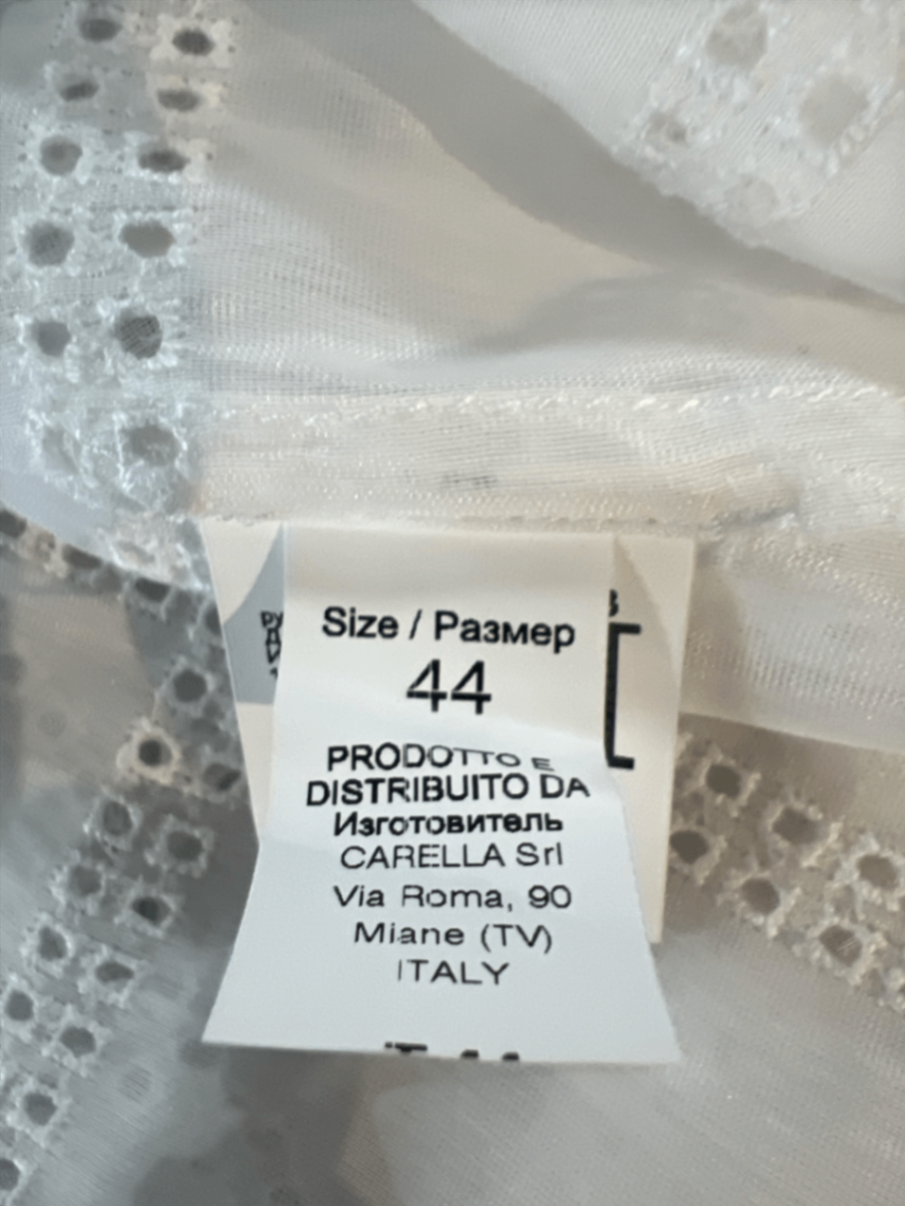 Size / Размер
44
PRODOTTO E
DISTRIBUITO DA
Изготовитель
CARELLA Srl
Via Roma, 90
Miane (TV)
ITALY